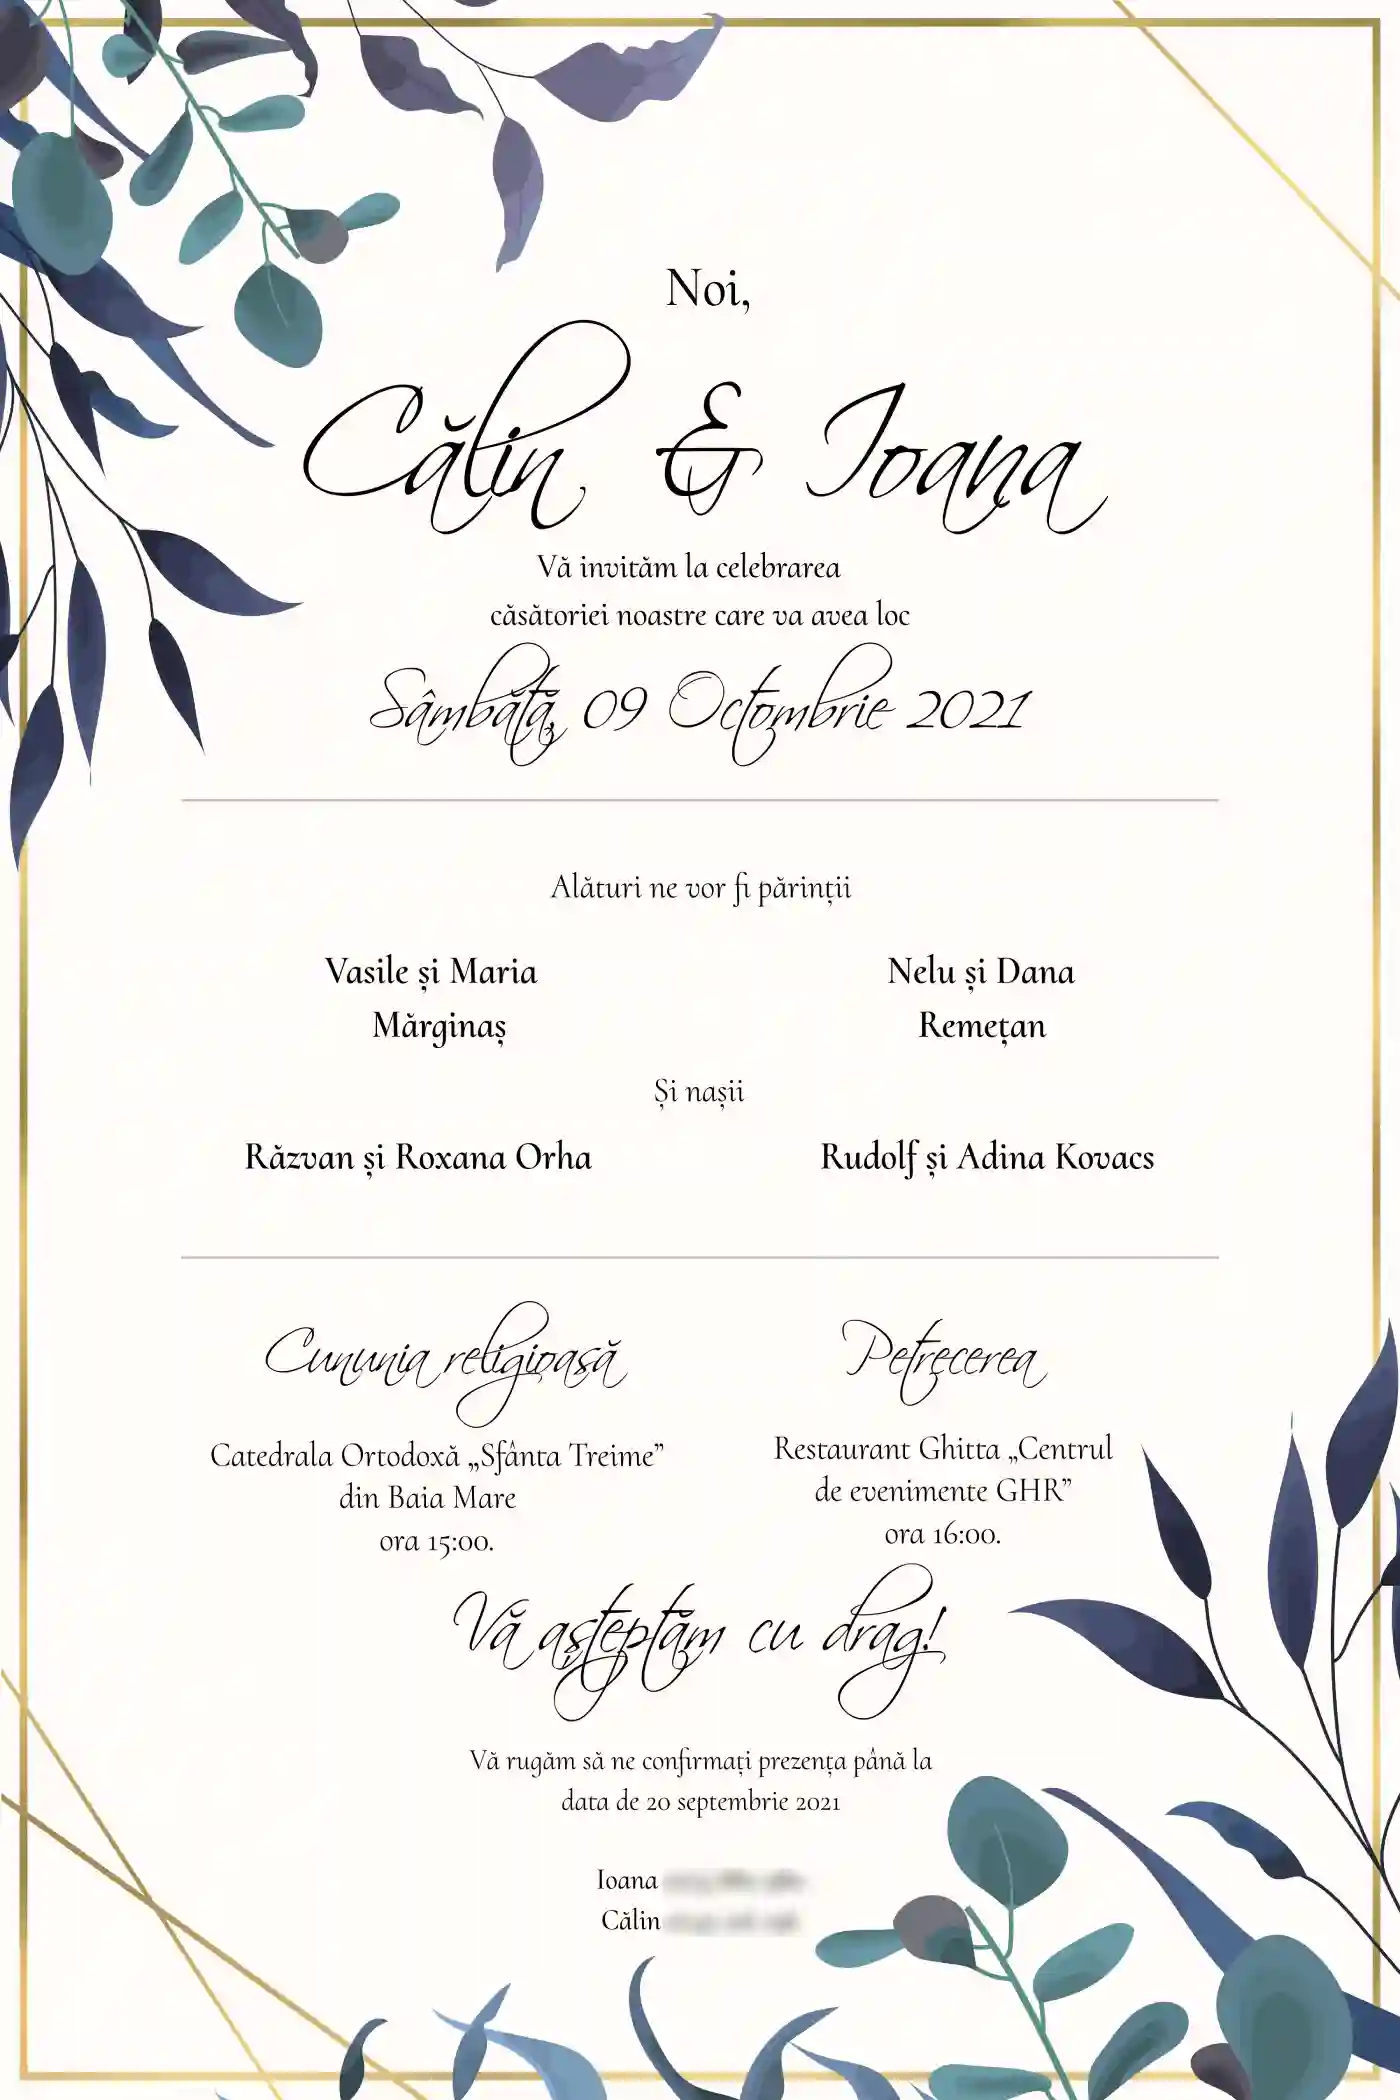 Noi,
Călin & Ioana
Vă invităm la celebrarea
căsătoriei noastre care va avea loc
Sâmbătă, 09 Octombrie 2021
Alături ne vor fi părinții
Vasile și Maria
Mărginaș
Nelu și Dana
Remețan
Și nașii
Răzvan și Roxana Orha
Rudolf și Adina Kovacs
Cununia religioasă
Catedrala Ortodoxă „Sfânta Treime”
din Baia Mare
ora 15:00.
Petrecerea
Restaurant Ghitta „Centrul
de evenimente GHR”
ora 16:00.
Vă așteptăm cu drag!
Vă rugăm să ne confirmați prezența până la
data de 20 septembrie 2021
Ioana
Călin